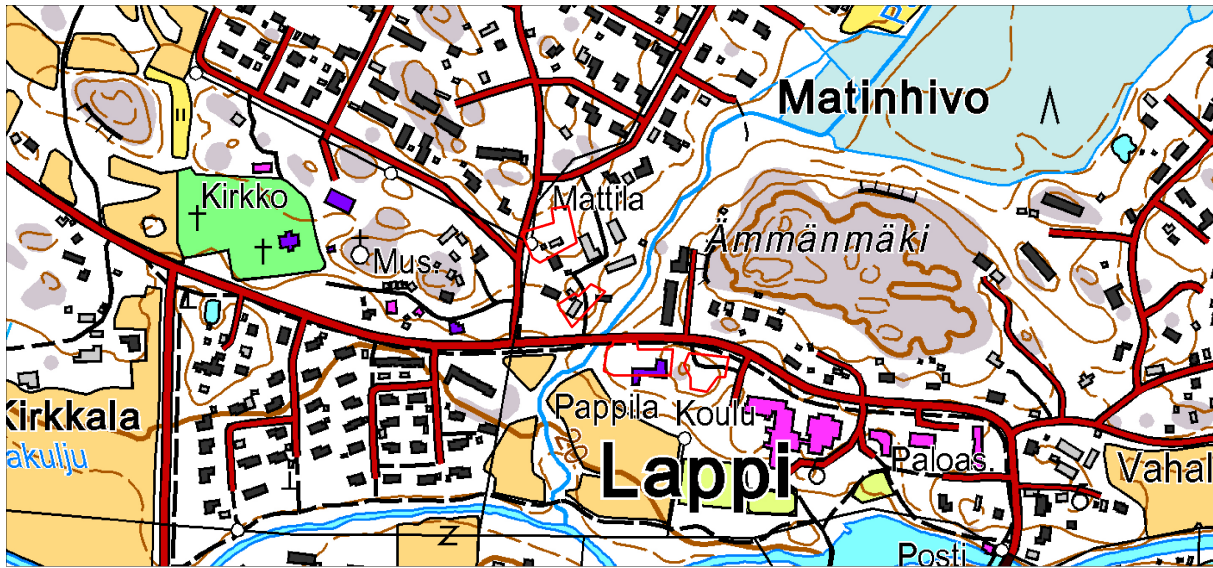 Matinhivo
Kirkko
Mattila
Mus.
Ämmänmäki
Kirkkala
akulju
Pappila
Koulu
Lappi
Paloas.
Vahal
Posti